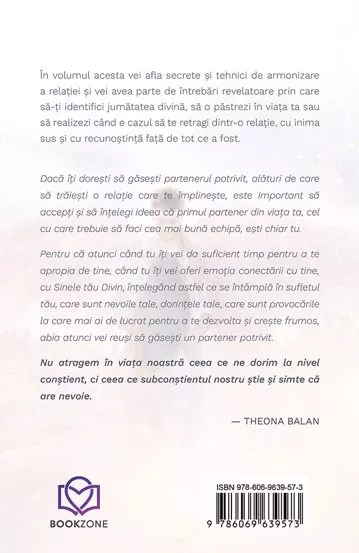 În volumul acesta vei afla secrete și tehnici de armonizare
a relației și vei avea parte de întrebări revelatoare prin care
să-ți identifici jumătatea divină, să o păstrezi în viața ta sau
să realizezi când e cazul să te retragi dintr-o relație, cu inima
sus și cu recunoștință față de tot ce a fost.
Dacă îți dorești să găsești partenerul potrivit, alături de care
să trăiești o relație care te împlinește, este important să
accepți și să înțelegi ideea că primul partener din viața ta, cel
cu care trebuie să faci cea mai bună echipă, ești chiar tu.
Pentru că atunci când tu îți vei da suficient timp pentru a te
apropia de tine, când tu îți vei oferi emoția conectării cu tine,
cu Sinele tău Divin, înțelegând astfel ce se întâmplă în sufletul
tău, care sunt nevoile tale, dorințele tale, care sunt provocările
la care mai ai de lucrat pentru a te dezvolta și crește frumos,
abia atunci vei reuși să găsești un partener potrivit.
Nu atragem în viața noastră ceea ce ne dorim la nivel
conștient, ci ceea ce subconștientul nostru știe și simte că
are nevoie.
— THEONA BALAN
BOOKZONE
ISBN 978-606-9639-57-3
9 786069 639573